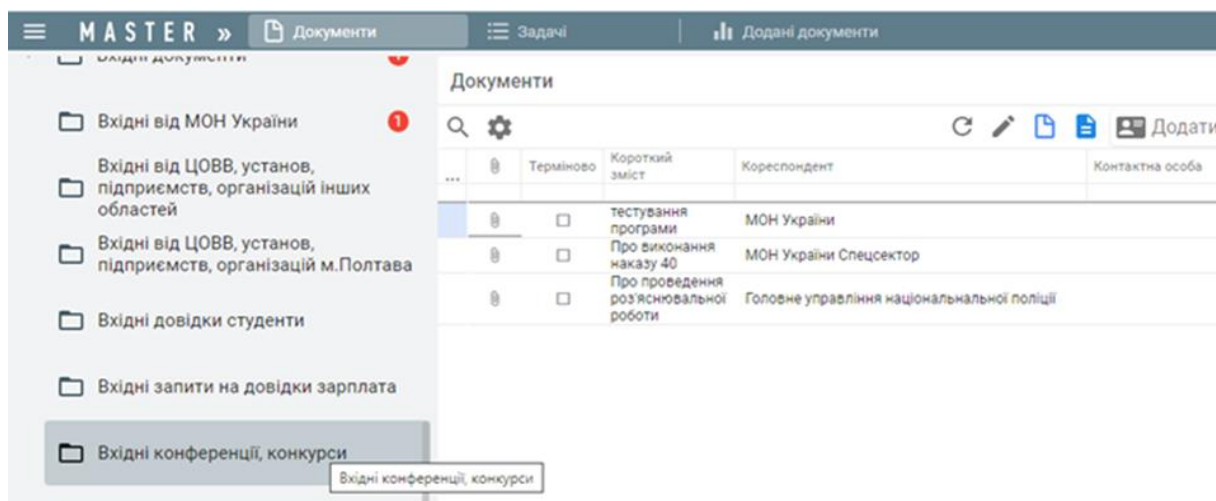 MASTER » Документи Задачі Додані документи
Вхідні документи
Вхідні від МОН України 1
Вхідні від ЦОВВ, установ,
підприємств, організацій інших
областей
Вхідні від ЦОВВ, установ,
підприємств, організацій м.Полтава
Вхідні довідки студенти
Вхідні запити на довідки зарплата
Вхідні конференції, конкурси
Вхідні конференції, конкурси
Документи
Додати
... Терміново Короткий Кореспондент Контактна особа
зміст
тестування
програми МОН України
Про виконання
наказу 40 МОН України Спецсектор
Про проведення
роз'яснювальної Головне управління національнальної поліції
роботи